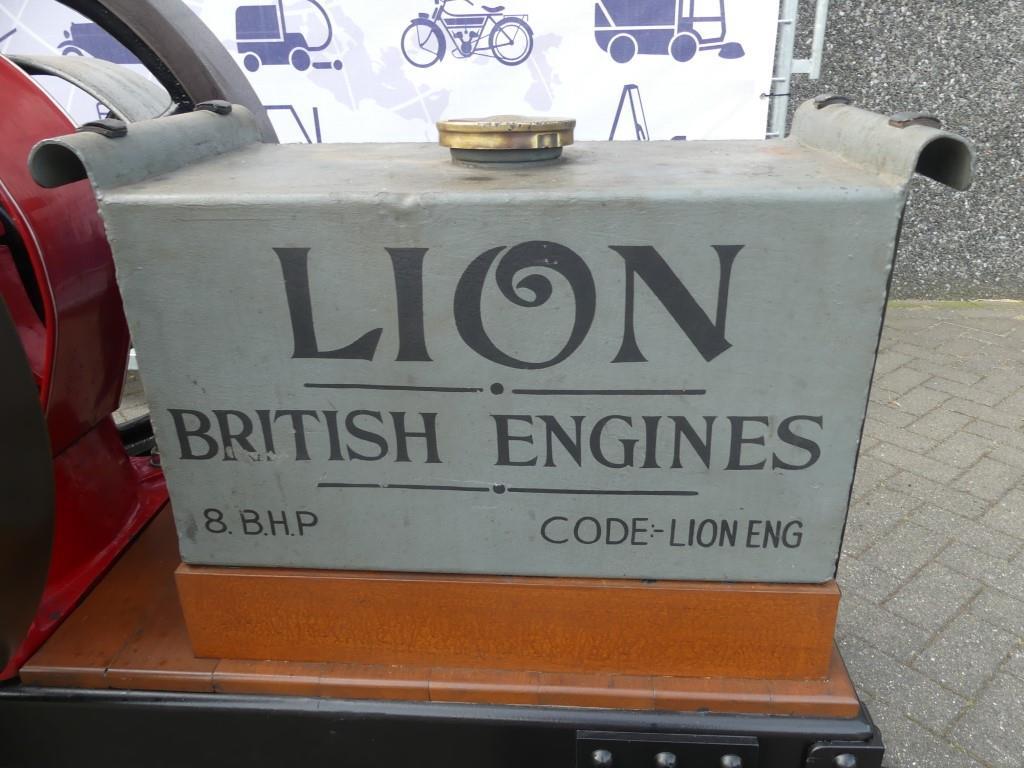 LION
BRITISH ENGINES
8. B.H.P
CODE:-LION ENG